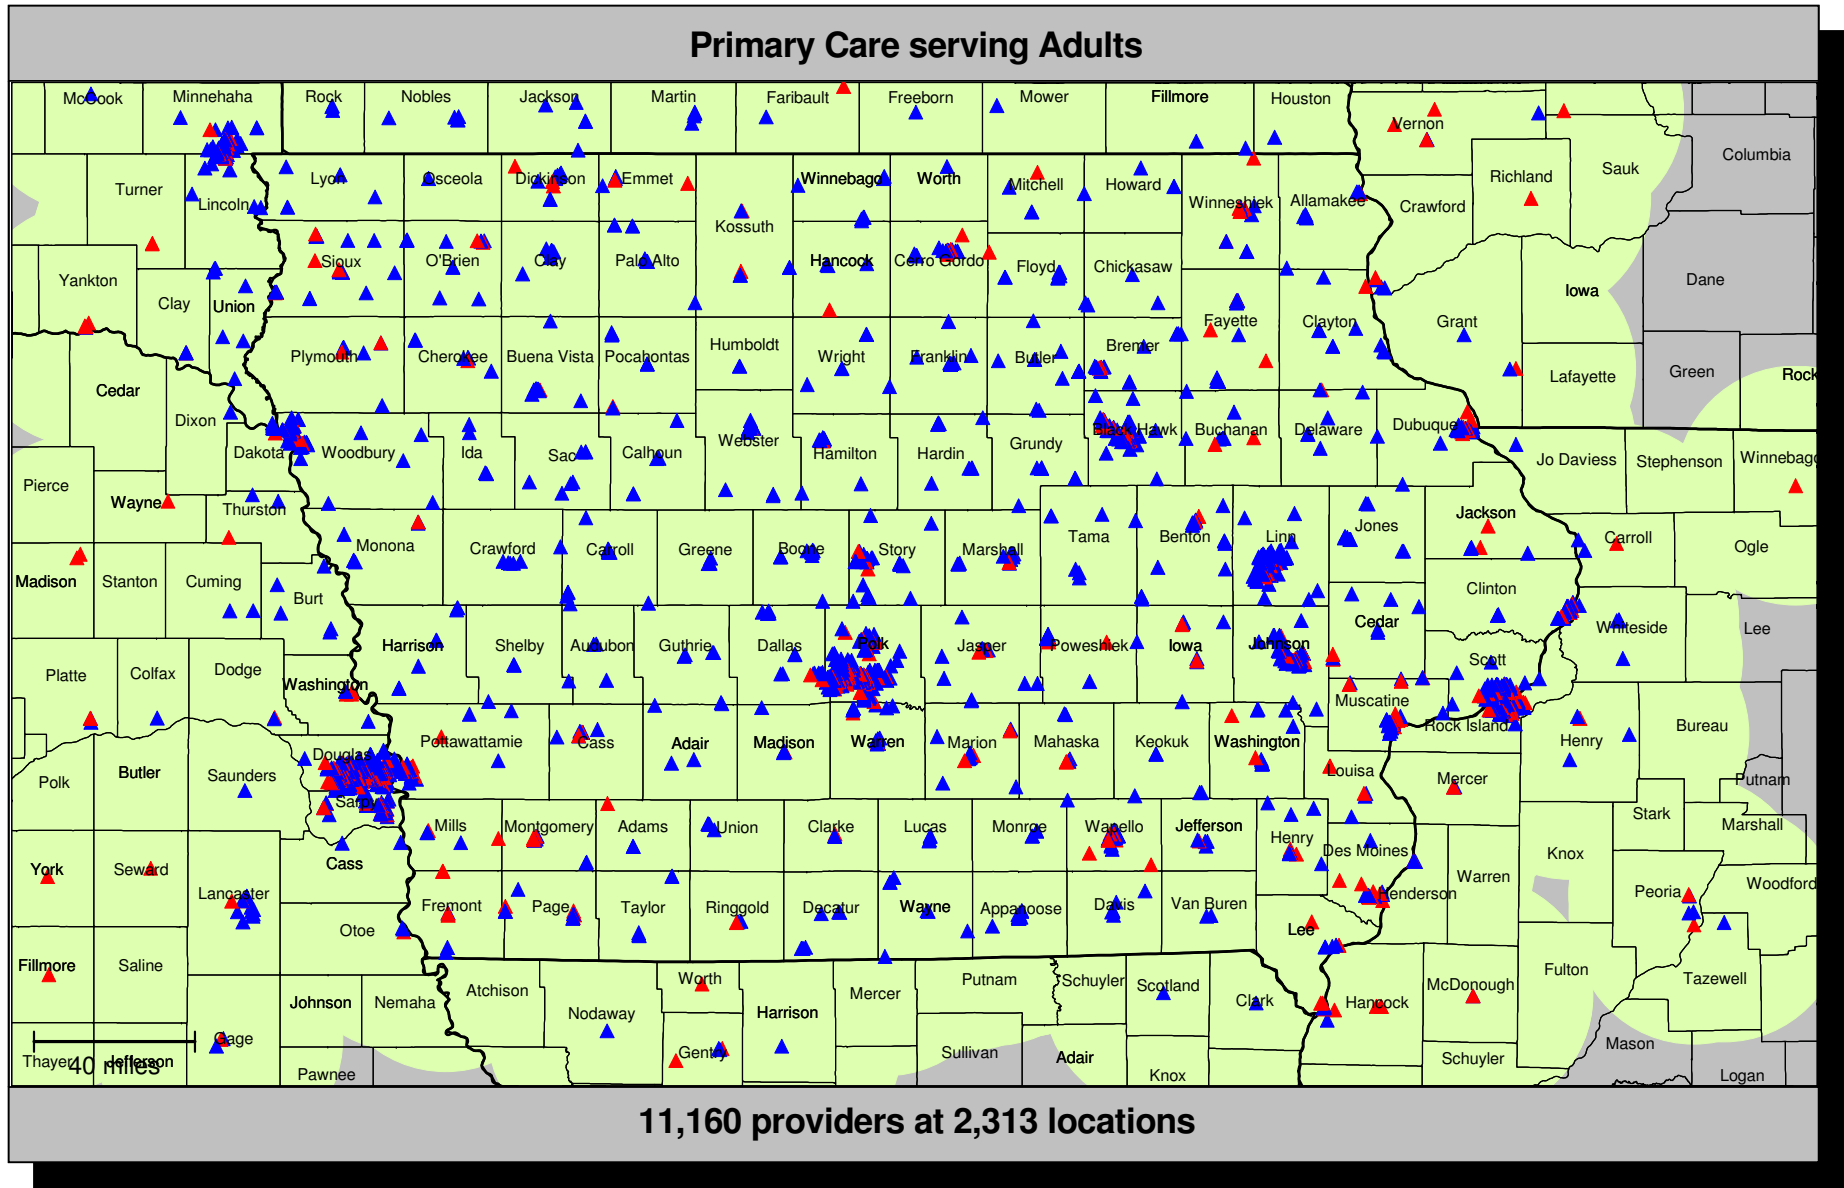 Primary Care serving Adults
McCook Minnehaha Rock Nobles Jackson Martin Faribault Freeborn Mower Fillmore Houston
Vernon Columbia
Richland Sauk
Turner Lyon Osceola Dickinson Emmet Winnebago Worth Mitchell Howard
Lincoln Winneshiek Allamakee Crawford
Kossuth
Yankton Sioux O'Brien Clay Palo Alto Hancock Cerro Gordo Floyd Chickasaw Iowa Dane
Clay Union
Fayette Clayton Grant
Plymouth Cherokee Buena Vista Pocahontas Humboldt Wright Franklin Butler Bremer
Cedar Lafayette Green Rock
Dixon Dakota Woodbury Ida Sac Calhoun Webster Hamilton Hardin Grundy Black Hawk Buchanan Delaware Dubuque
Jo Daviess Stephenson Winnebago
Pierce Wayne Thurston
Monona Crawford Carroll Greene Boone Story Marshall Tama Benton Linn Jones Jackson
Carroll Ogle
Madison Stanton Cuming Burt Clinton
Harrison Shelby Audubon Guthrie Dallas Polk Jasper Poweshiek Iowa Johnson Cedar Whiteside Lee
Platte Colfax Dodge Washington Scott
Muscatine Rock Island Bureau
Pottawattamie Cass Adair Madison Warren Marion Mahaska Keokuk Washington Henry
Polk Butler Saunders Douglas Louisa Mercer Putnam
Sarpy
Mills Montgomery Adams Union Clarke Lucas Monroe Wapello Jefferson Henry Des Moines Stark Marshall
York Seward Cass Knox
Lancaster Warren Peoria Woodford
Fremont Page Taylor Ringgold Decatur Wayne Appanoose Davis Van Buren Henderson
Otoe Lee
Fillmore Saline Fulton Tazewell
Johnson Nemaha Atchison Worth Mercer Putnam Schuyler Scotland Clark Hancock McDonough
Nodaway Harrison
Gage Gentry Sullivan Adair Schuyler Mason
Thayer Jefferson
40 miles
Pawnee Knox Logan
11,160 providers at 2,313 locations